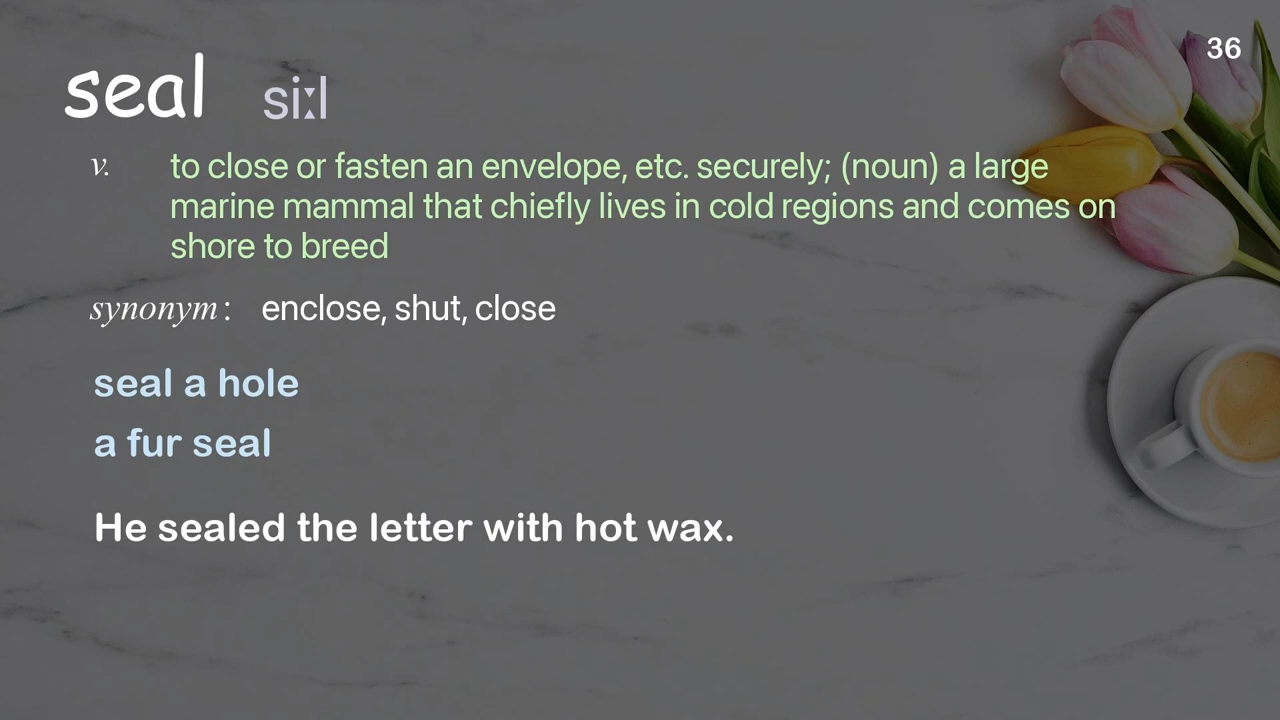 36
seal siːl
v. to close or fasten an envelope, etc. securely; (noun) a large
marine mammal that chiefly lives in cold regions and comes on
shore to breed
synonym: enclose, shut, close
seal a hole
a fur seal
He sealed the letter with hot wax.